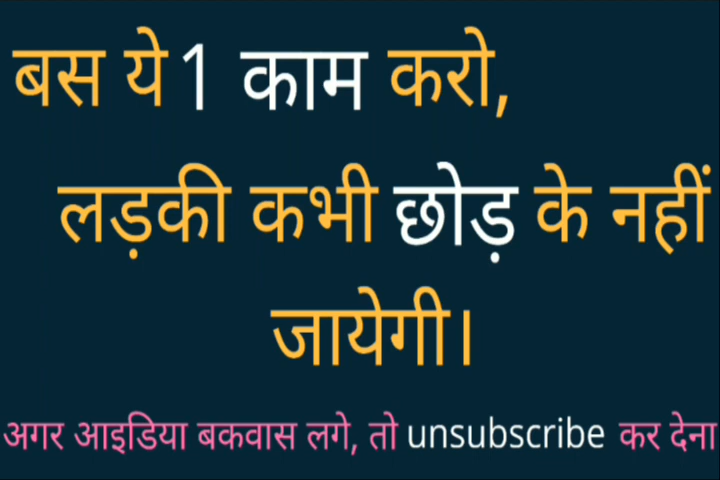 बस ये 1 काम करो,
लड़की कभी छोड़ के नहीं
जायेगी।
अगर आइडिया बकवास लगे, तो unsubscribe कर देना